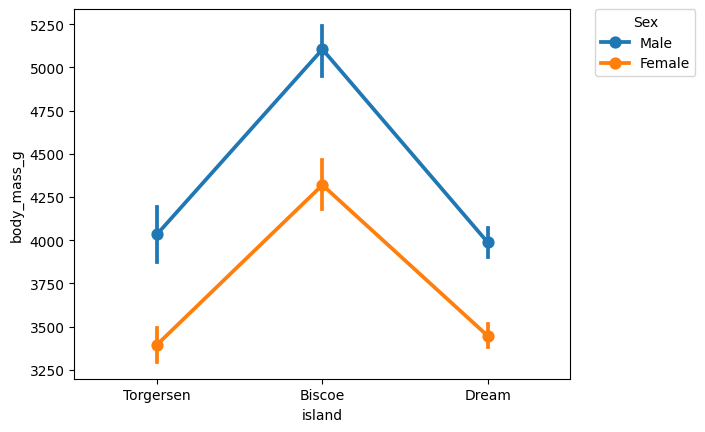 5250
5000
4750
4500
4250
4000
3750
3500
3250
body_mass_g
Torgersen Biscoe Dream
island
Sex
Male
Female